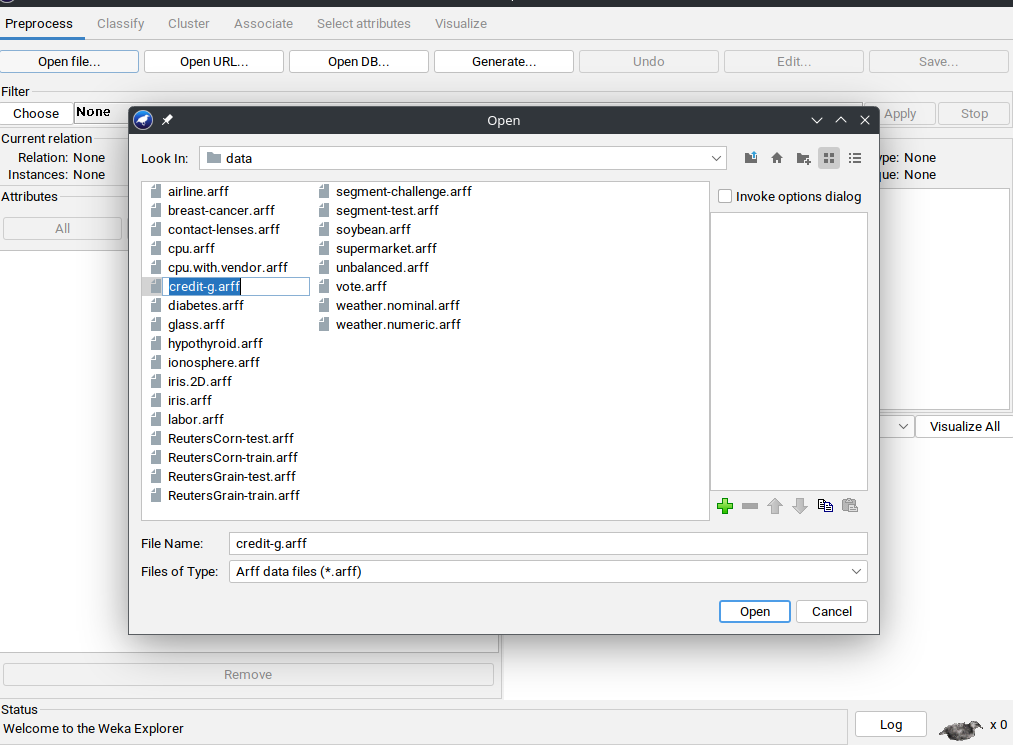 Preprocess Classify Cluster Associate Select attributes Visualize
Open file... Open URL... Open DB... Generate... Undo Edit... Save...
Filter
Choose None Apply Stop
Open
Current relation
Relation: None
Instances: None
ype: None
que: None
Attributes
All
Look In: data
Invoke options dialog
airline.arff
breast-cancer.arff
contact-lenses.arff
cpu.arff
cpu.with.vendor.arff
credit-g.arff
diabetes.arff
glass.arff
hypothyroid.arff
ionosphere.arff
iris.2D.arff
iris.arff
labor.arff
ReutersCorn-test.arff
ReutersCorn-train.arff
ReutersGrain-test.arff
ReutersGrain-train.arff
segment-challenge.arff
segment-test.arff
soybean.arff
supermarket.arff
unbalanced.arff
vote.arff
weather.nominal.arff
weather.numeric.arff
Visualize All
File Name: credit-g.arff
Files of Type: Arff data files (*.arff)
Open Cancel
Remove
Status
Welcome to the Weka Explorer
Log x 0